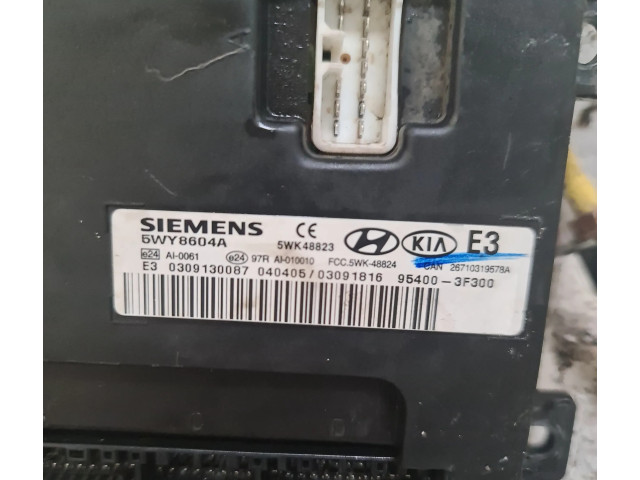 SIEMENS CE HYUNDAI KIA E3
5WY8604A 5WK48823
e24 AI-0061 e24 97R AI-010010 FCC.5WK-48824 CAN 26710319578A
E3 0309130087 040405/03091816 95400-3F300